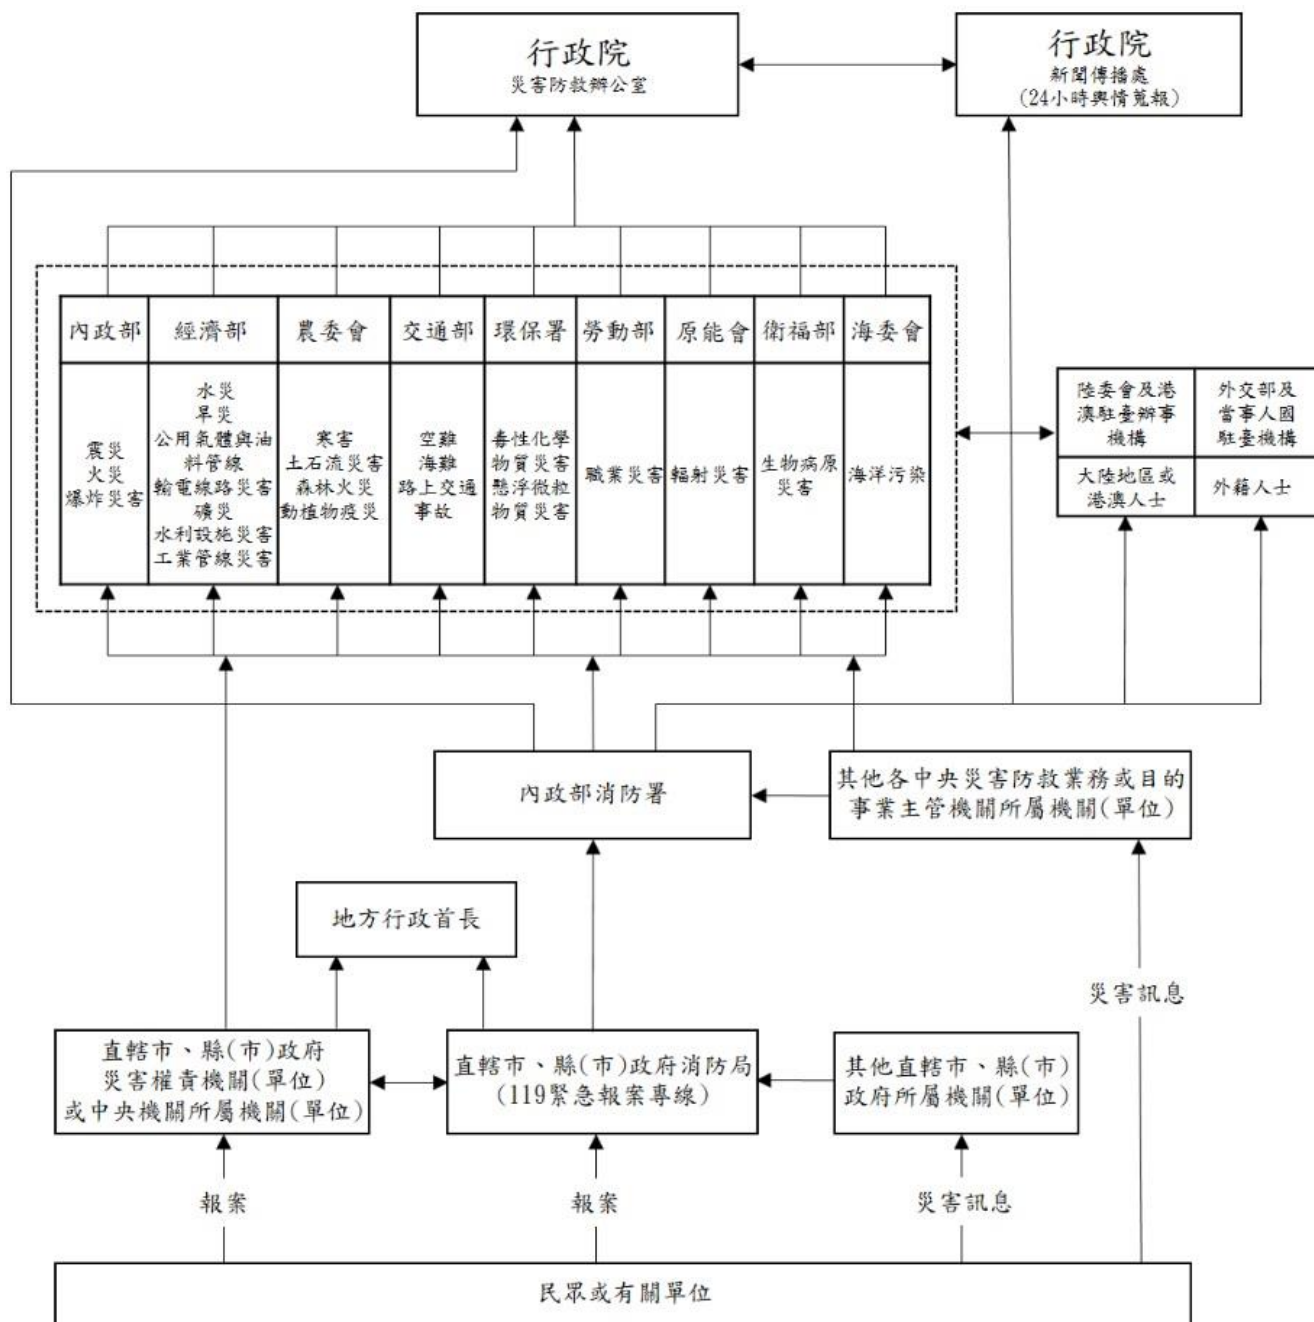 行政院
災害防救辦公室
行政院
新聞傳播處
(24小時輿情蒐報)
內政部
經濟部
農委會
交通部
環保署
勞動部
原能會
衛福部
海委會
震災
火災
爆炸災害
水災
旱災
公用氣體與油
料管線
輸電線路災害
礦災
水利設施災害
工業管線災害
寒害
土石流災害
森林火災
動植物疫災
空難
海難
路上交通
事故
毒性化學
物質災害
懸浮微粒
物質災害
職業災害
輻射災害
生物病原
災害
海洋污染
陸委會及港
澳駐臺辦事
機構
外交部及
當事人國
駐臺機構
大陸地區或
港澳人士
外籍人士
內政部消防署
其他各中央災害防救業務或目的
事業主管機關所屬機關(單位)
地方行政首長
災害訊息
直轄市、縣(市)政府
災害權責機關(單位)
或中央機關所屬機關(單位)
直轄市、縣(市)政府消防局
(119緊急報案專線)
其他直轄市、縣(市)
政府所屬機關(單位)
報案
報案
災害訊息
民眾或有關單位